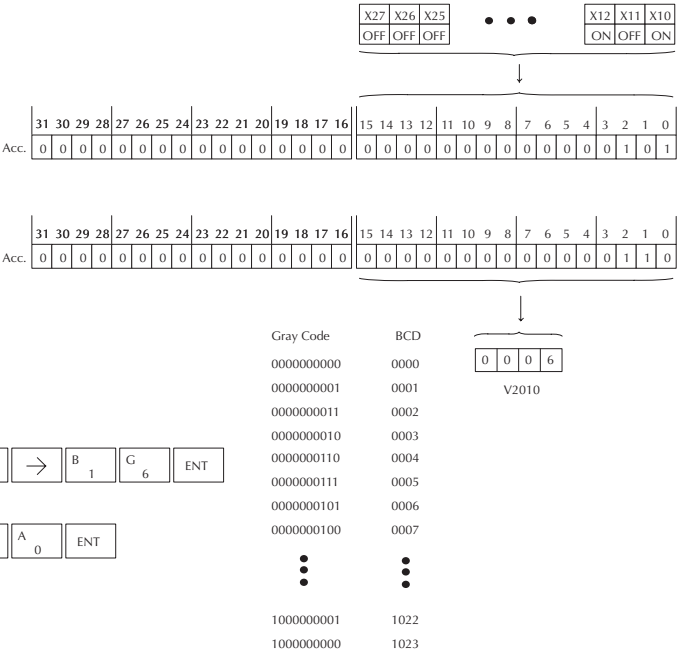 X27 X26 X25 X12 X11 X10
OFF OFF OFF ON OFF ON
31 30 29 28 27 26 25 24 23 22 21 20 19 18 17 16 15 14 13 12 11 10 9 8 7 6 5 4 3 2 1 0
Acc. 0 0 0 0 0 0 0 0 0 0 0 0 0 0 0 0 0 0 0 0 0 0 0 0 0 0 0 0 0 1 0 1
31 30 29 28 27 26 25 24 23 22 21 20 19 18 17 16 15 14 13 12 11 10 9 8 7 6 5 4 3 2 1 0
Acc. 0 0 0 0 0 0 0 0 0 0 0 0 0 0 0 0 0 0 0 0 0 0 0 0 0 0 0 0 0 1 1 0
0 0 0 6
V2010
Gray Code BCD
0000000000 0000
0000000001 0001
0000000011 0002
0000000010 0003
0000000110 0004
0000000111 0005
0000000101 0006
0000000100 0007
1000000001 1022
1000000000 1023
→ B 1 G 6 ENT
A 0 ENT